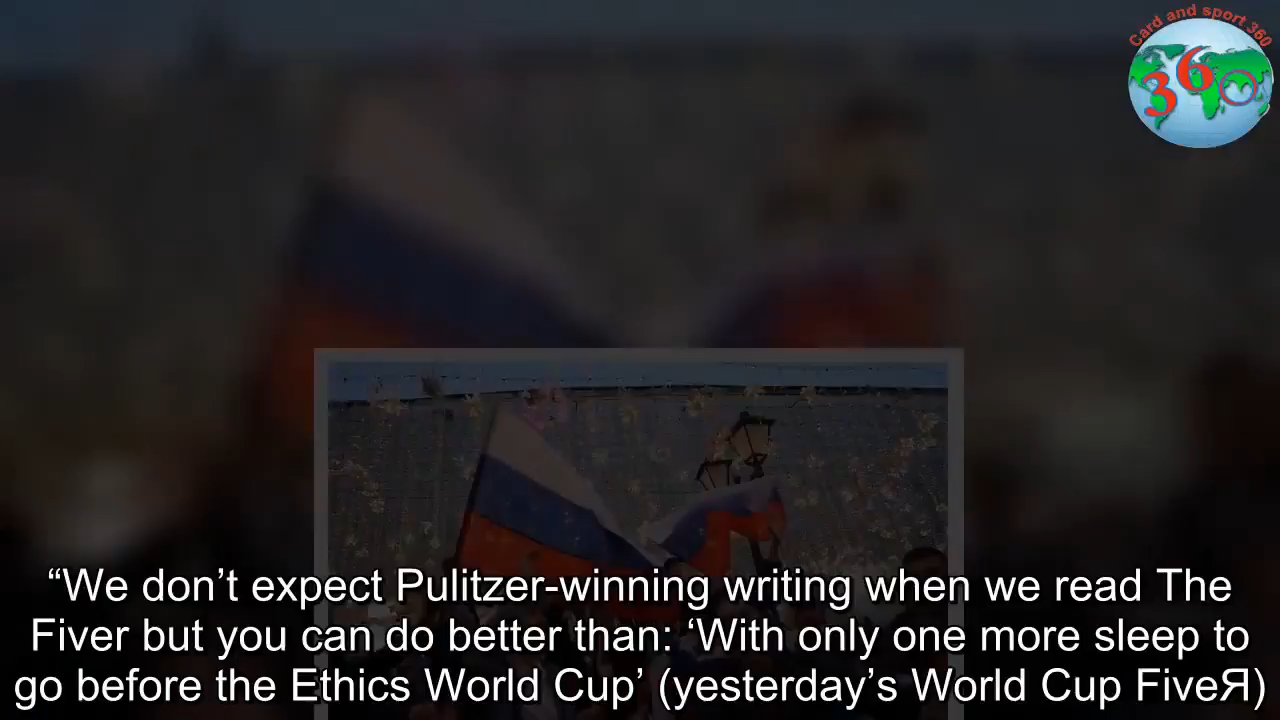 Card and sport 360
360
“We don’t expect Pulitzer-winning writing when we read The
Fiver but you can do better than: ‘With only one more sleep to
go before the Ethics World Cup’ (yesterday’s World Cup FiveЯ)